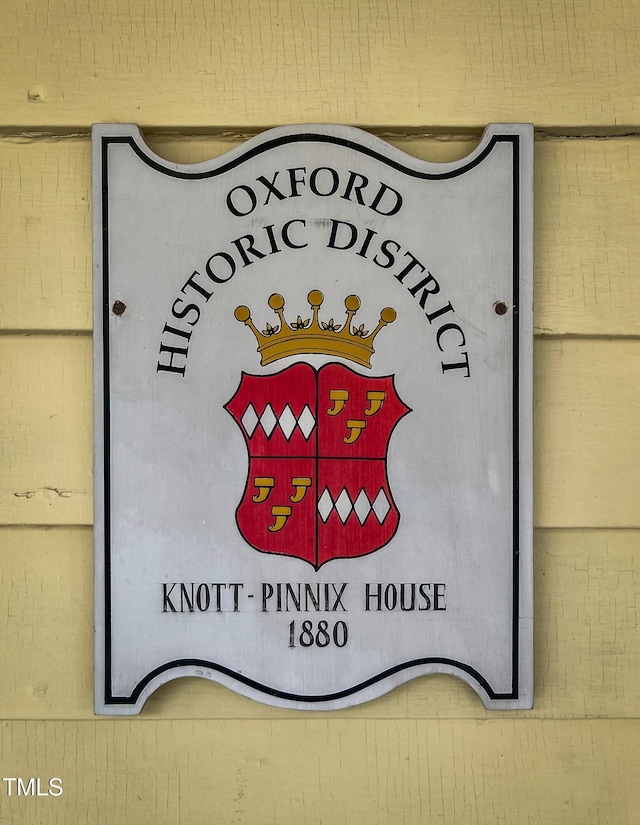 OXFORD
HISTORIC DISTRICT
KNOTT-PINNIX HOUSE
1880
TMLS